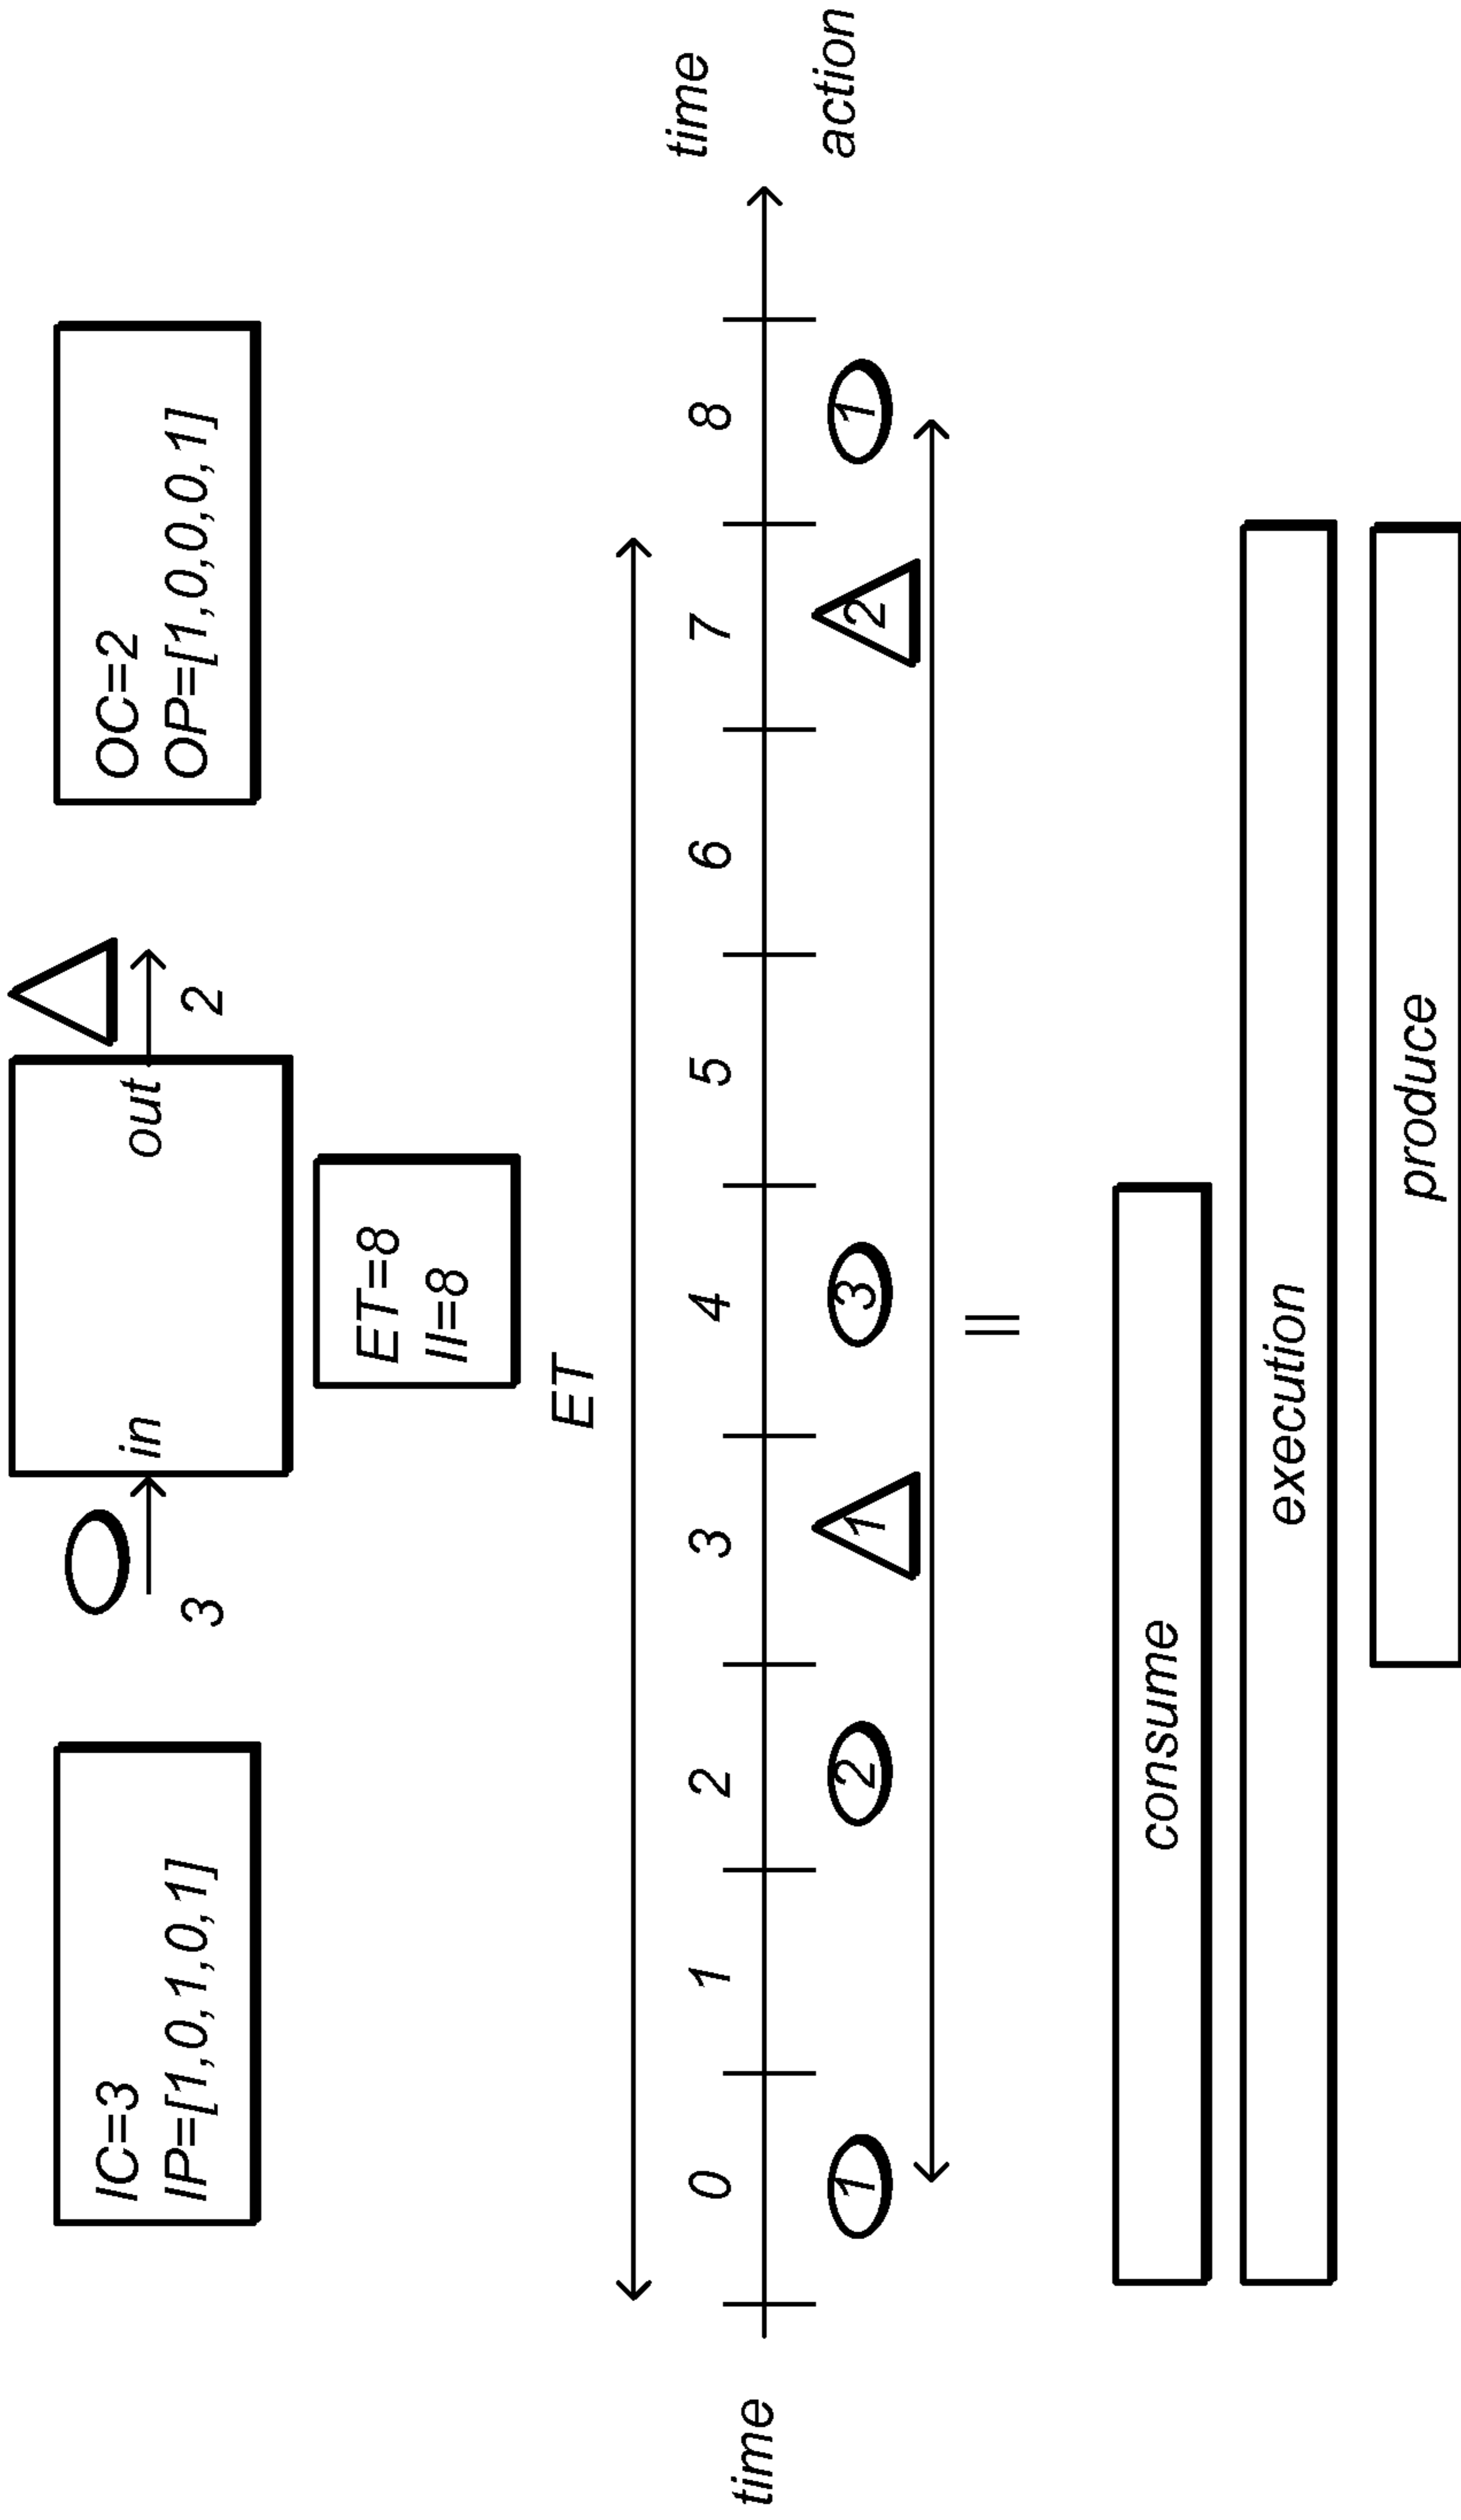 IC=3
IP=[1,0,1,0,1]
3
in
out
2
OC=2
OP=[1,0,0,0,1]
ET=8
II=8
ET
time
0 1 2 3 4 5 6 7 8
time
1 2 1 3 2 1
action
II
consume
execution
produce